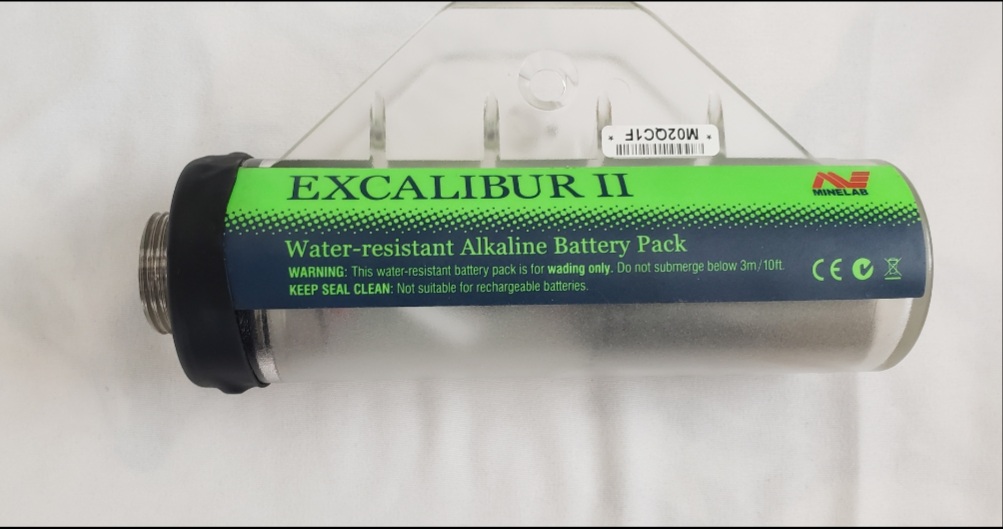 * M02QC1F *
EXCALIBUR II
MINELAB
Water-resistant Alkaline Battery Pack
WARNING: This water-resistant battery pack is for wading only. Do not submerge below 3m/10ft.
KEEP SEAL CLEAN: Not suitable for rechargeable batteries.
CE